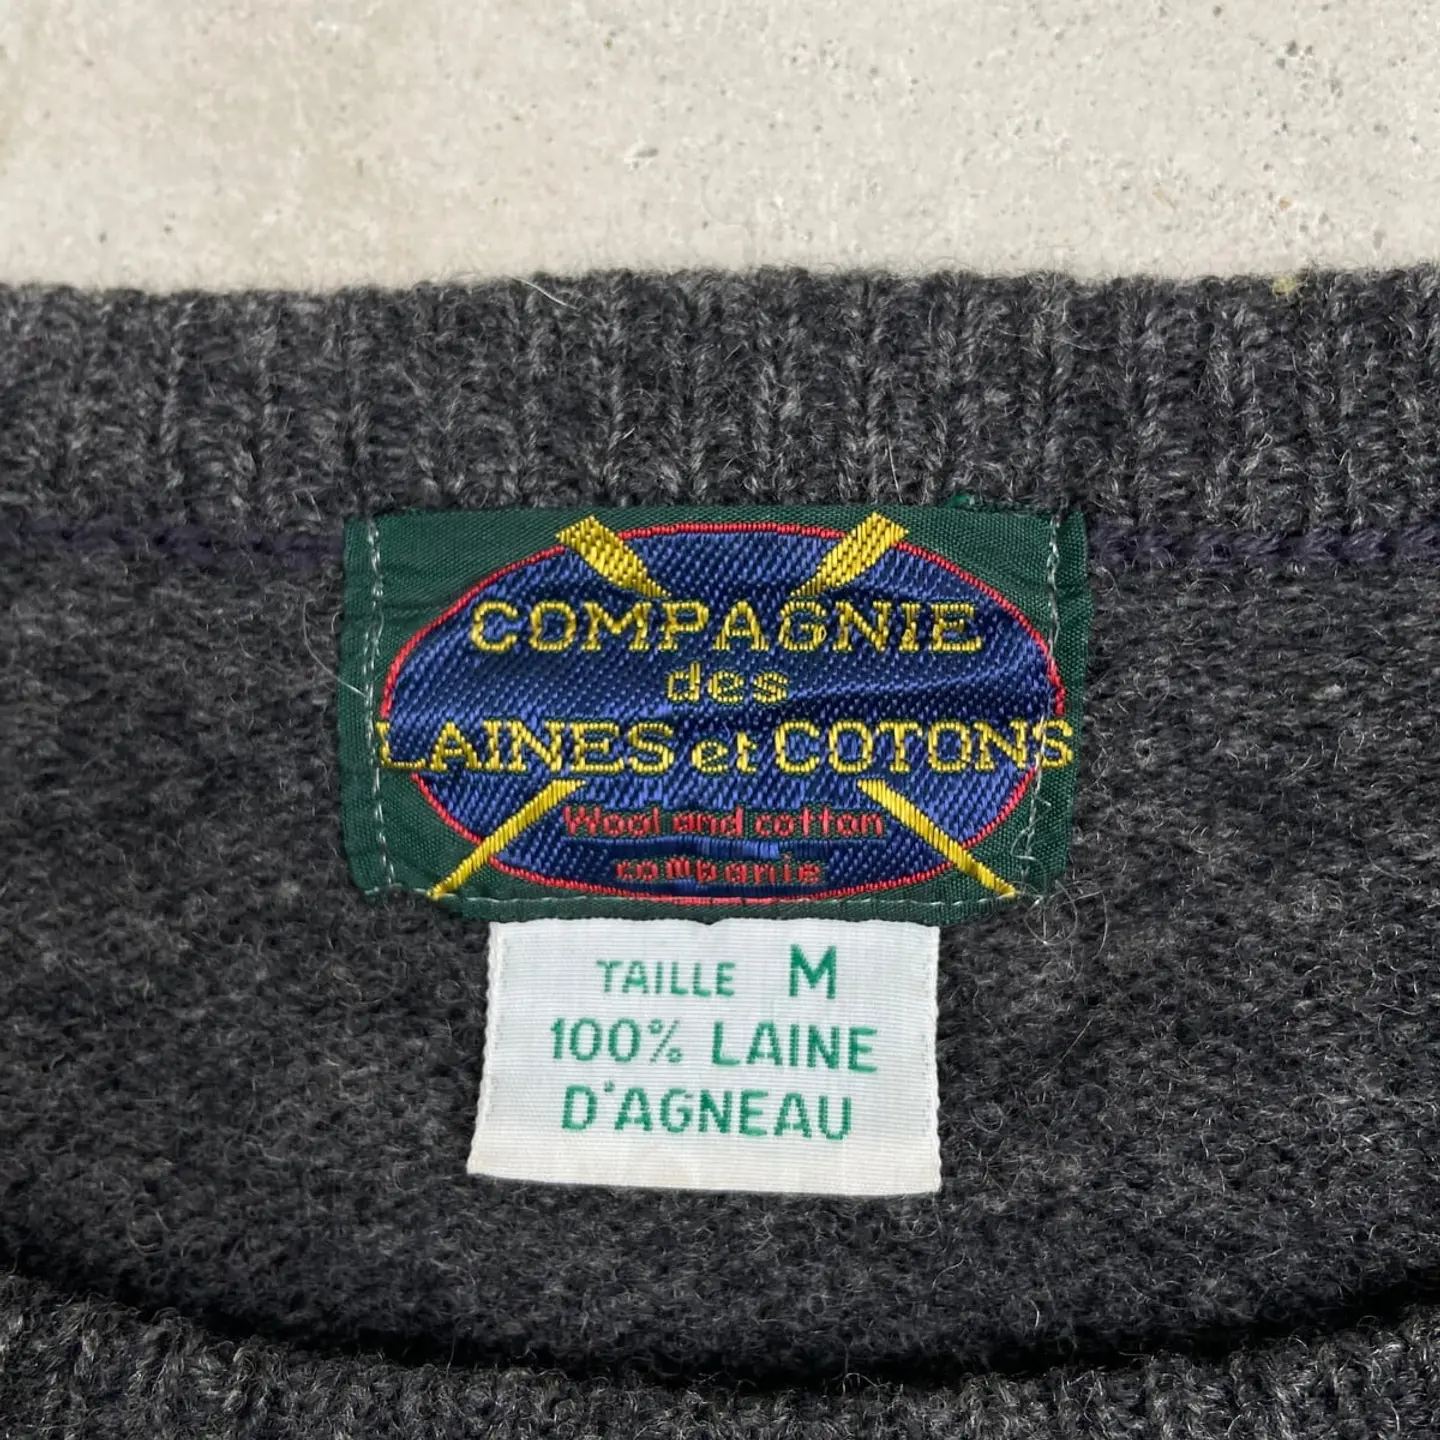 COMPAGNIE
des
LAINES et COTONS
Wool and cotton
companie
TAILLE M
100% LAINE
D'AGNEAU